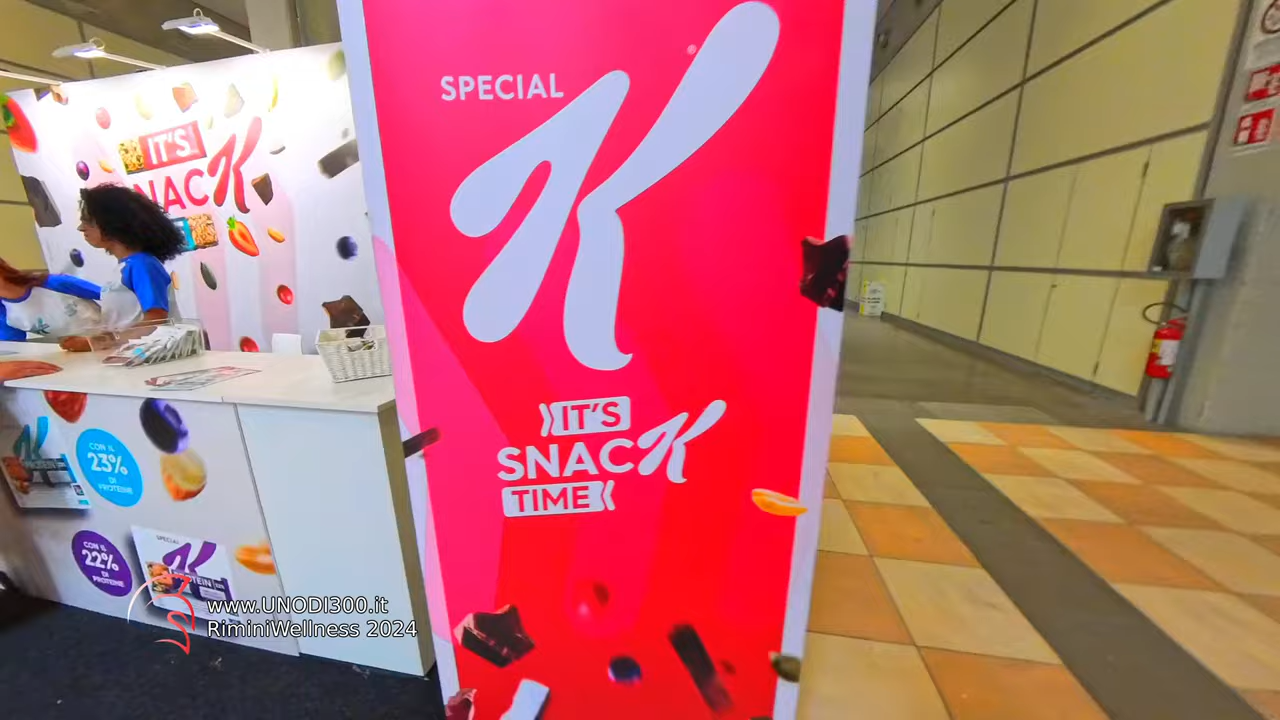 SPECIAL
K
IT'S
SNACK
TIME
IT'S
SNACK
CON IL
23%
DI
PROTEINE
CON IL
22%
DI
PROTEINE
SPECIAL
K
PROTEIN
www.UNODI300.it
RiminiWellness 2024